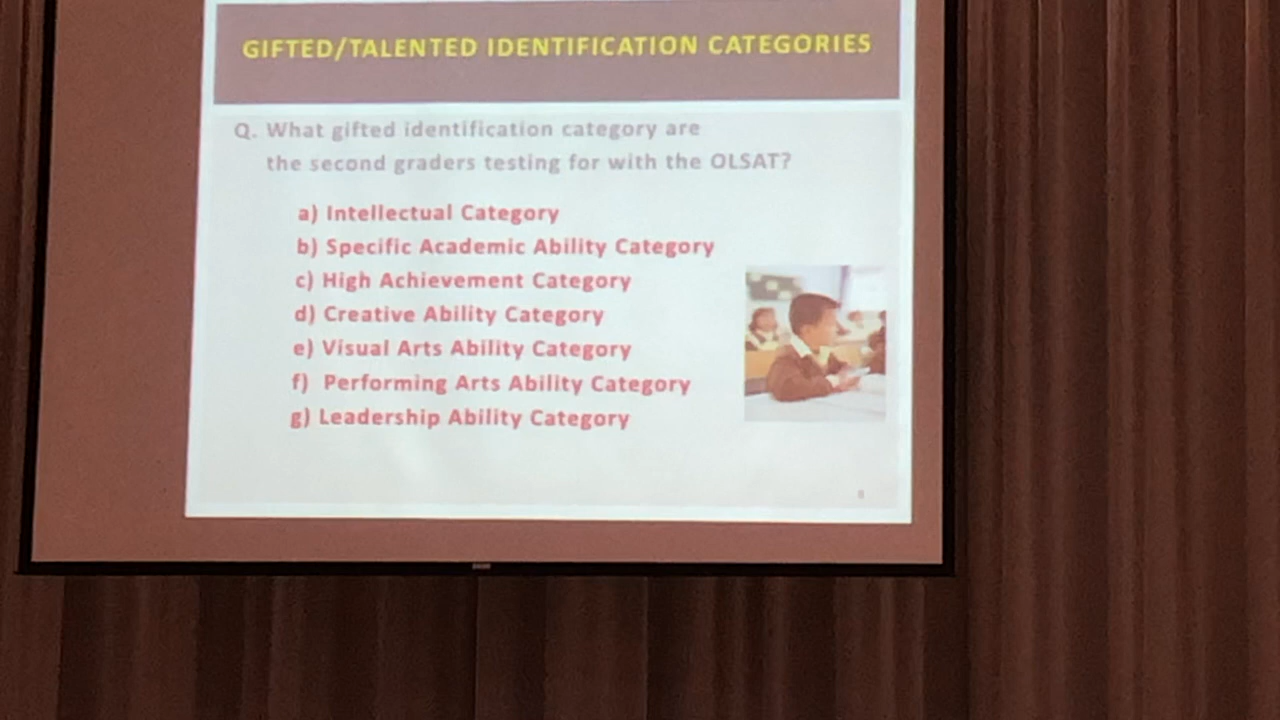 GIFTED/TALENTED IDENTIFICATION CATEGORIES
Q. What gifted identification category are
the second graders testing for with the OLSAT?
a) Intellectual Category
b) Specific Academic Ability Category
c) High Achievement Category
d) Creative Ability Category
e) Visual Arts Ability Category
f) Performing Arts Ability Category
g) Leadership Ability Category